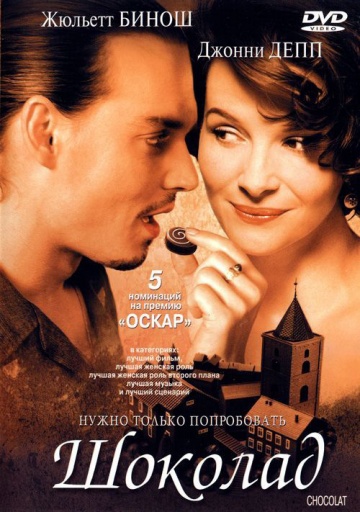 Жюльетт БИНОШ
DVD
VIDEO
Джонни ДЕПП
5
номинаций
на премию
«ОСКАР»
в категориях:
лучший фильм,
лучшая женская роль
лучшая женская роль второго плана
лучшая музыка
и лучший сценарий
НУЖНО ТОЛЬКО ПОПРОБОВАТЬ
Шоколад
CHOCOLAT